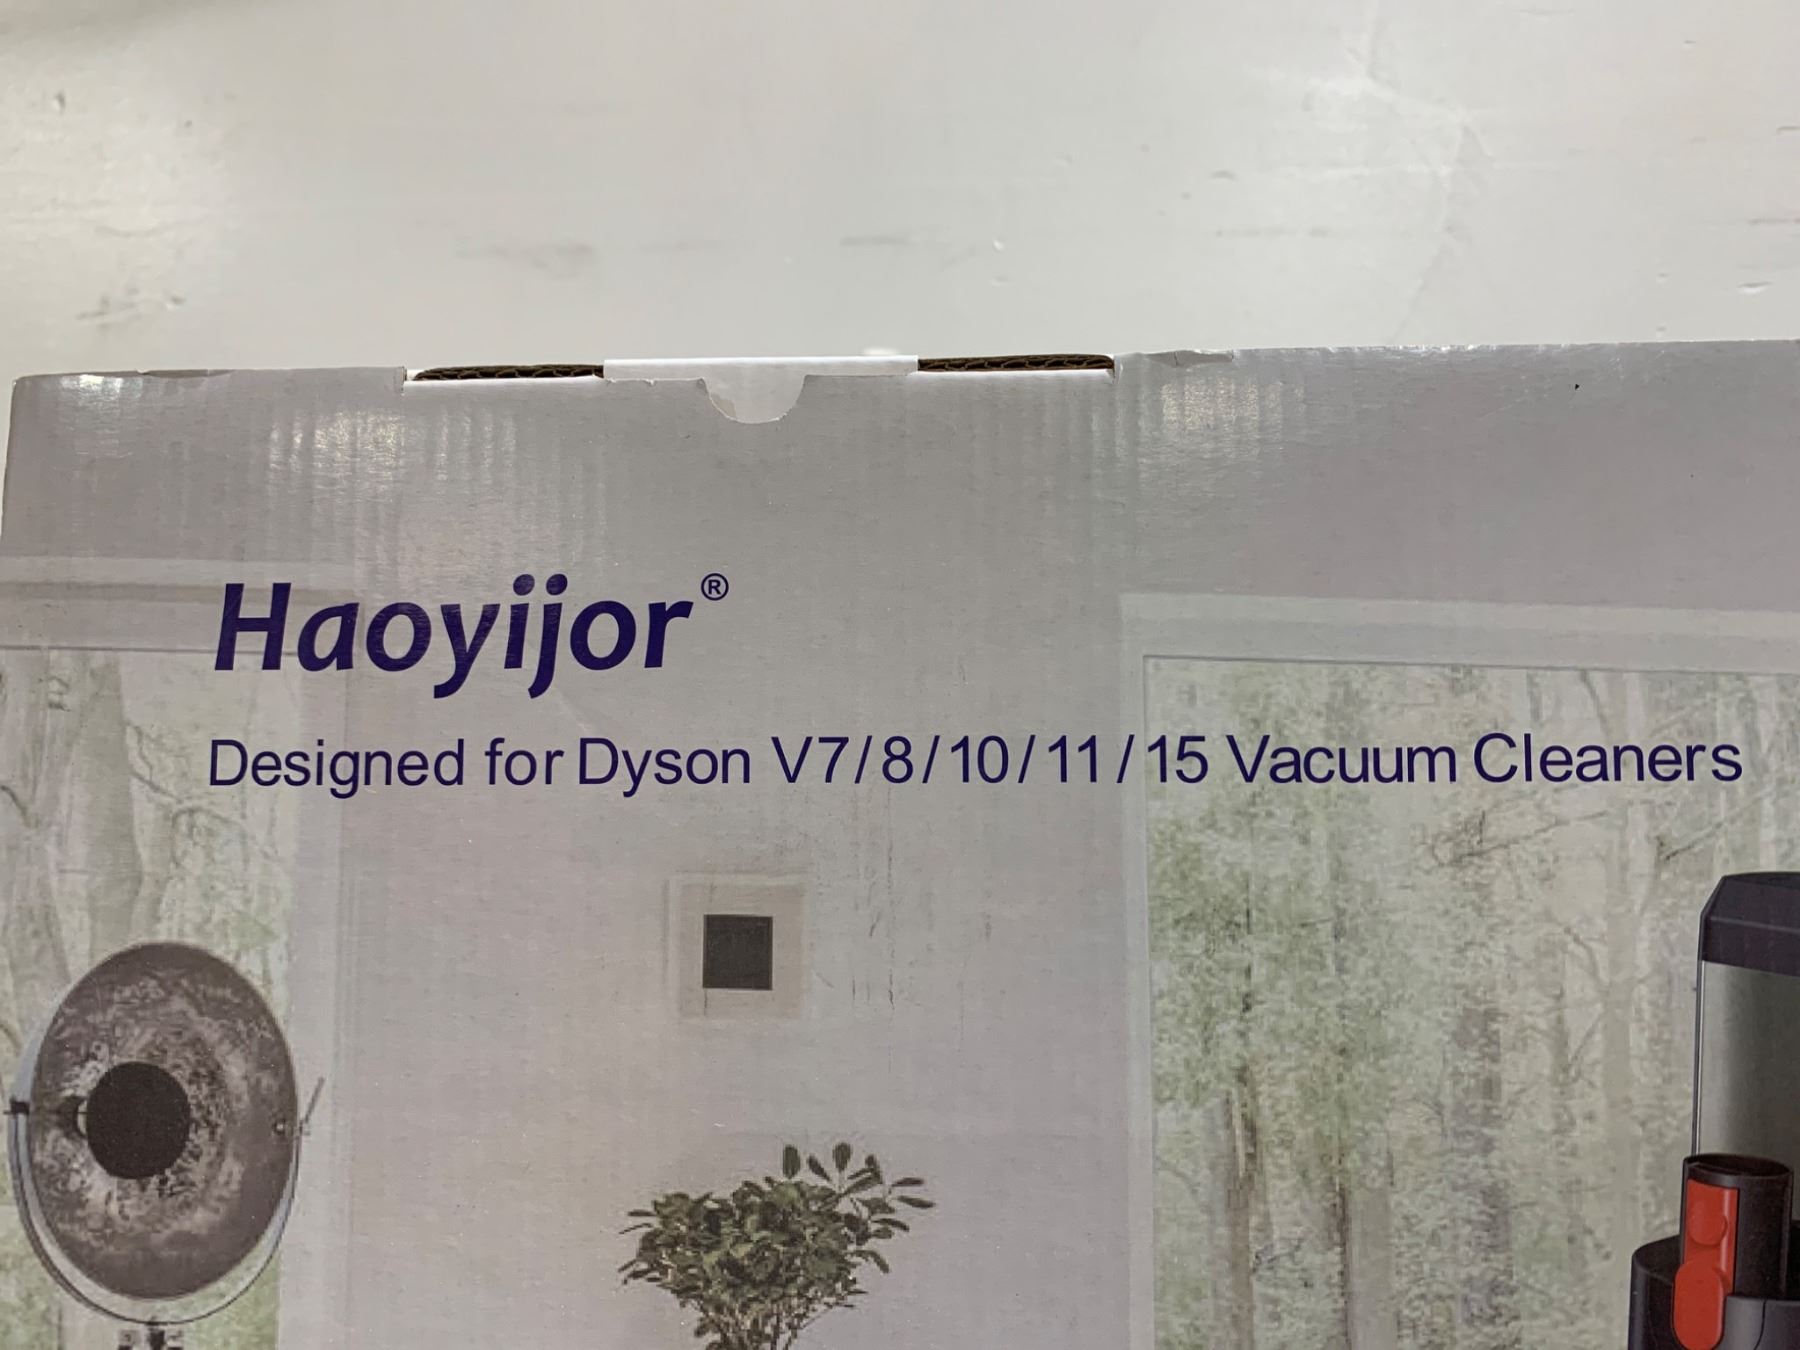 Haoyijor®
Designed for Dyson V7/8/10/11/15 Vacuum Cleaners